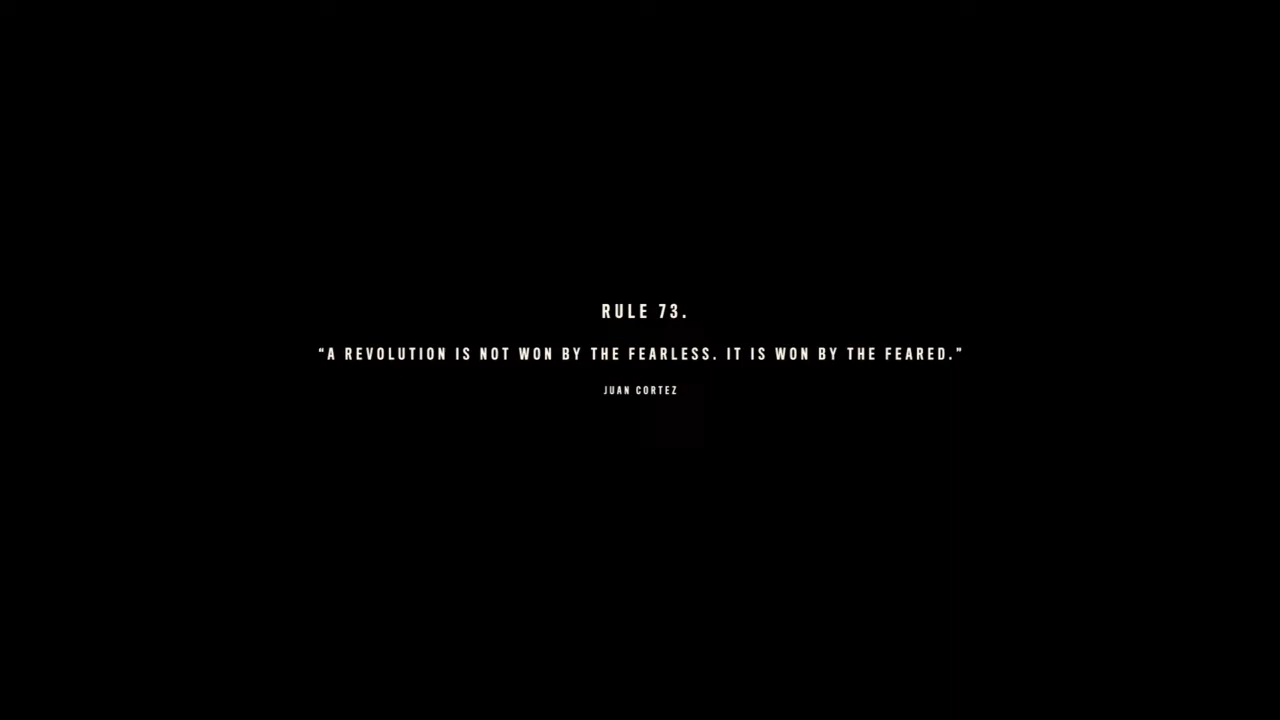 RULE 73.
“A REVOLUTION IS NOT WON BY THE FEARLESS. IT IS WON BY THE FEARED.”
JUAN CORTEZ